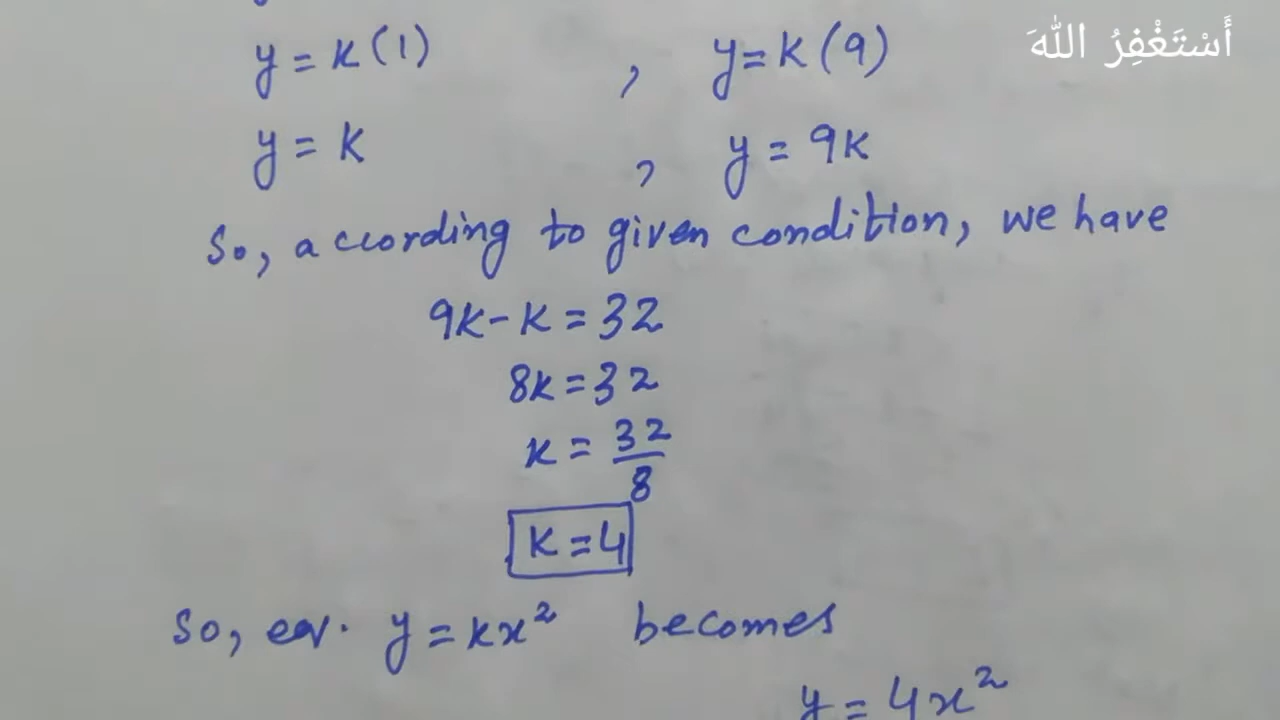 أَسْتَغْفِرُ اللهَ
y = k(1) , y = k(9)
y = k , y = 9k
So, according to given condition, we have
9k - k = 32
8k = 32
k = 32/8
k = 4
So, eq. y = kx² becomes
y = 4x²